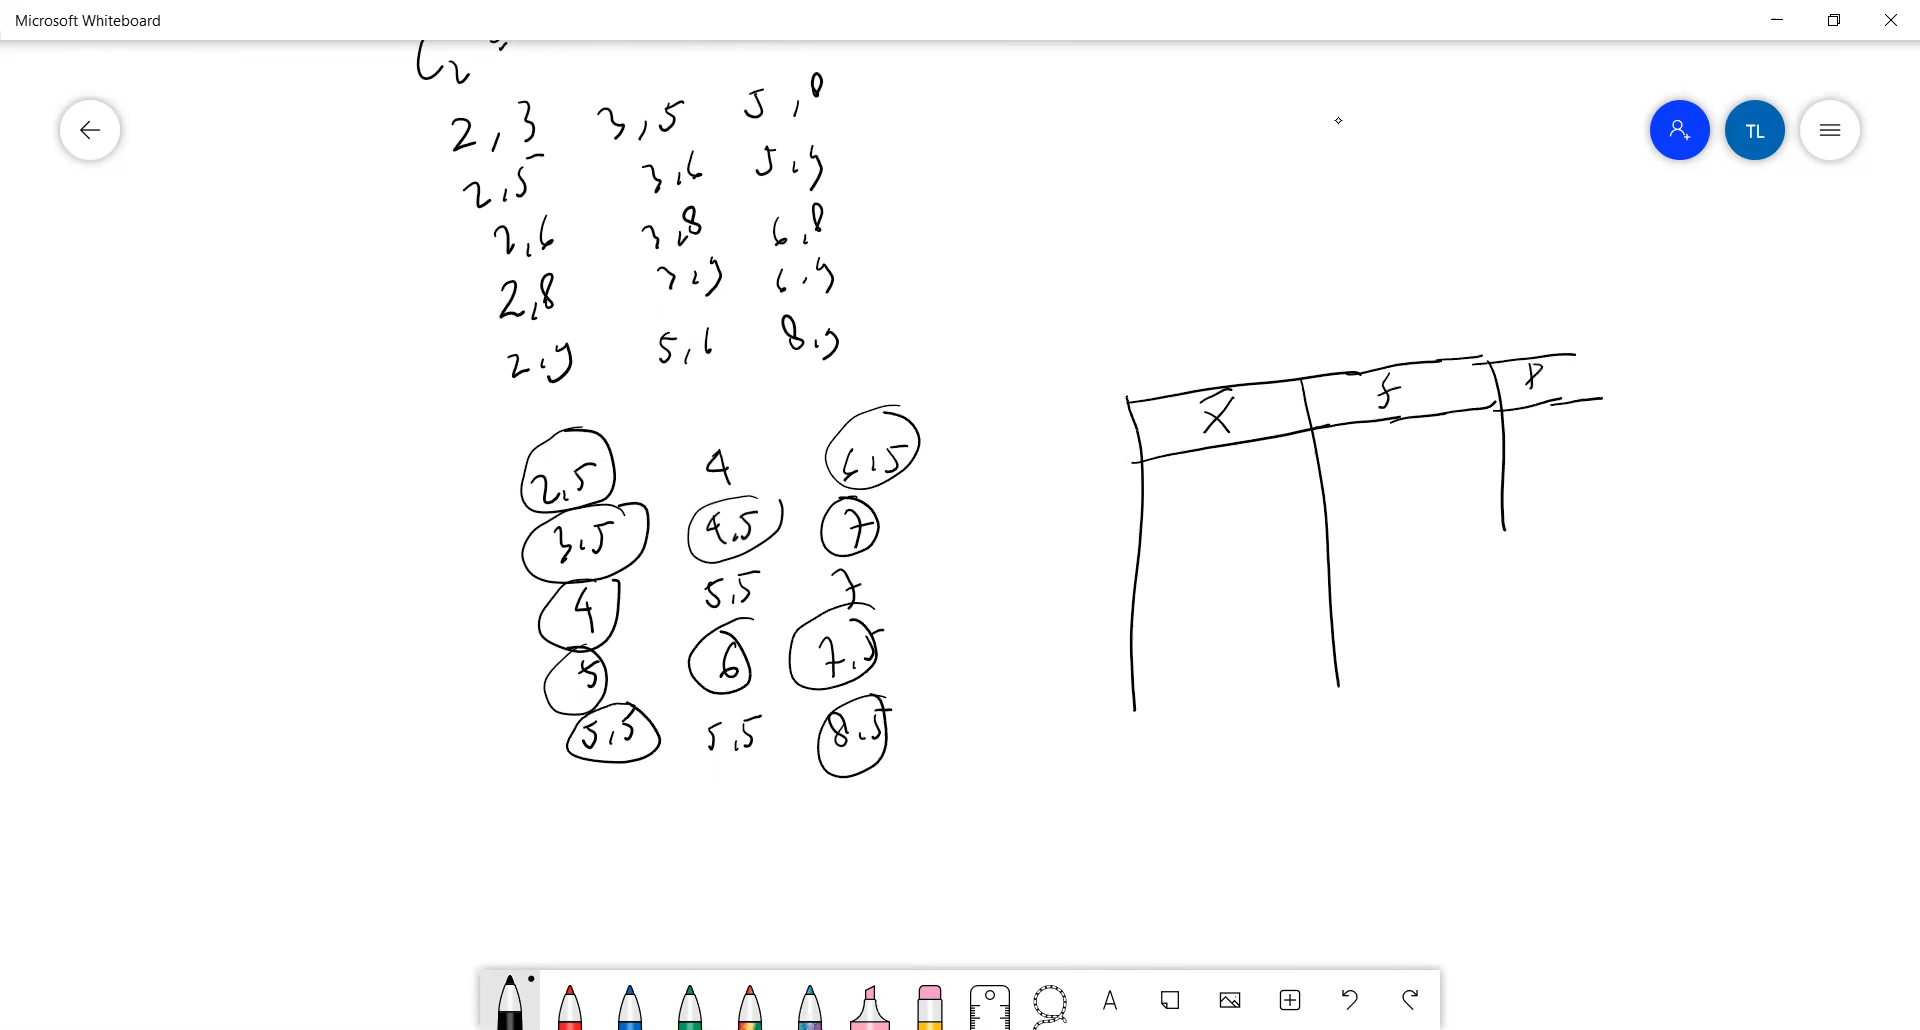 Microsoft Whiteboard
TL
C₂
2,3 3,5 5,8
2,5 3,6 5,9
2,6 3,8 6,8
2,8 3,9 6,9
2,9 5,6 8,9
2,5 4 6,5
3,5 4,5 7
4 5,5 7
5 6 7,5
5,5 5,5 8,5
X̄ f P
A